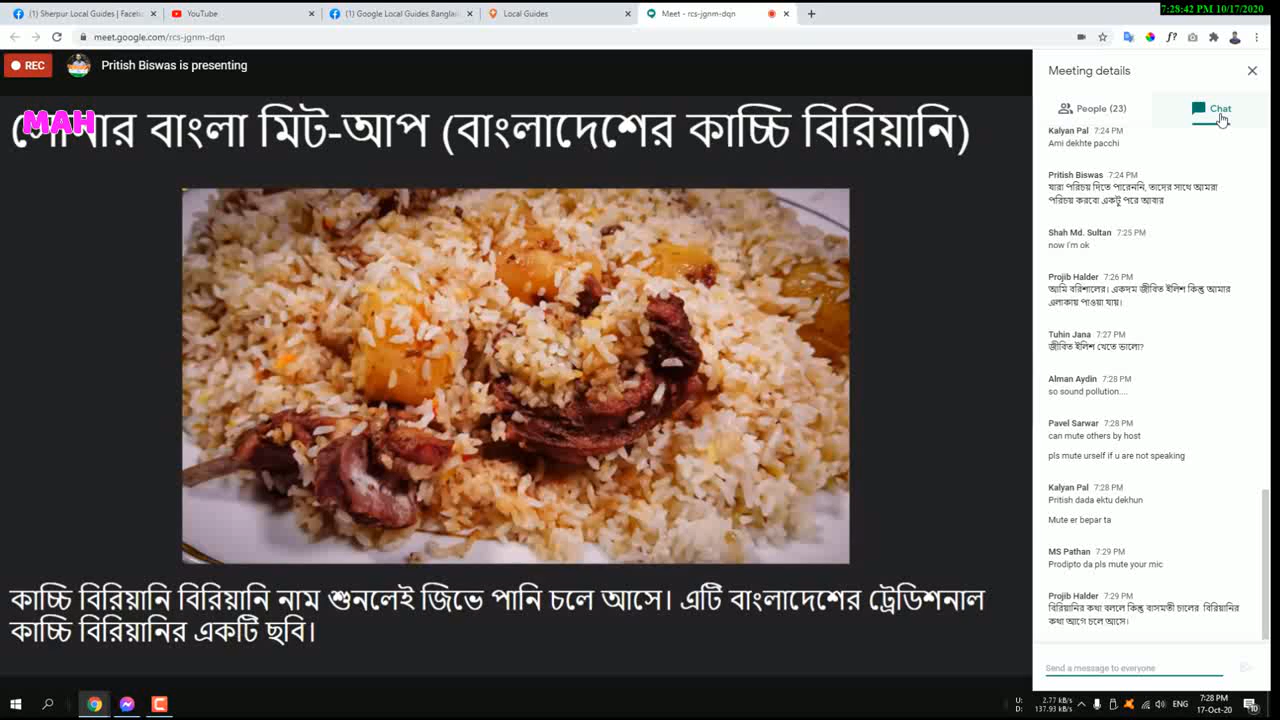 7:28:42 PM 10/17/2020
(1) Sherpur Local Guides | Faceb
YouTube
(1) Google Local Guides Banglad
Local Guides
Meet - rcs-jgnm-dqn
meet.google.com/rcs-jgnm-dqn
REC
Pritish Biswas is presenting
MAH
সোনার বাংলা মিট-আপ (বাংলাদেশের কাচ্চি বিরিয়ানি)
কাচ্চি বিরিয়ানি বিরিয়ানি নাম শুনলেই জিভে পানি চলে আসে। এটি বাংলাদেশের ট্রেডিশনাল
কাচ্চি বিরিয়ানির একটি ছবি।
Meeting details
People (23)
Chat
Kalyan Pal 7:24 PM
Ami dekhte pacchi
Pritish Biswas 7:24 PM
যারা পরিচয় দিতে পারেননি, তাদের সাথে আমরা
পরিচয় করবো একটু পরে আবার
Shah Md. Sultan 7:25 PM
now i'm ok
Projib Halder 7:26 PM
আমি বরিশালের। একদম জীবিত ইলিশ কিন্তু আমার
এলাকায় পাওয়া যায়।
Tuhin Jana 7:27 PM
জীবিত ইলিশ খেতে ভালো?
Alman Aydin 7:28 PM
so sound pollution....
Pavel Sarwar 7:28 PM
can mute others by host
pls mute urself if u are not speaking
Kalyan Pal 7:28 PM
Pritish dada ektu dekhun
Mute er bepar ta
MS Pathan 7:29 PM
Prodipto da pls mute your mic
Projib Halder 7:29 PM
বিরিয়ানির কথা বললে কিন্তু বাসমতী চালের বিরিয়ানির
কথা আগে চলে আসে।
Send a message to everyone
U: 2.77 kB/s
D: 137.93 kB/s
ENG
7:28 PM
17-Oct-20
10